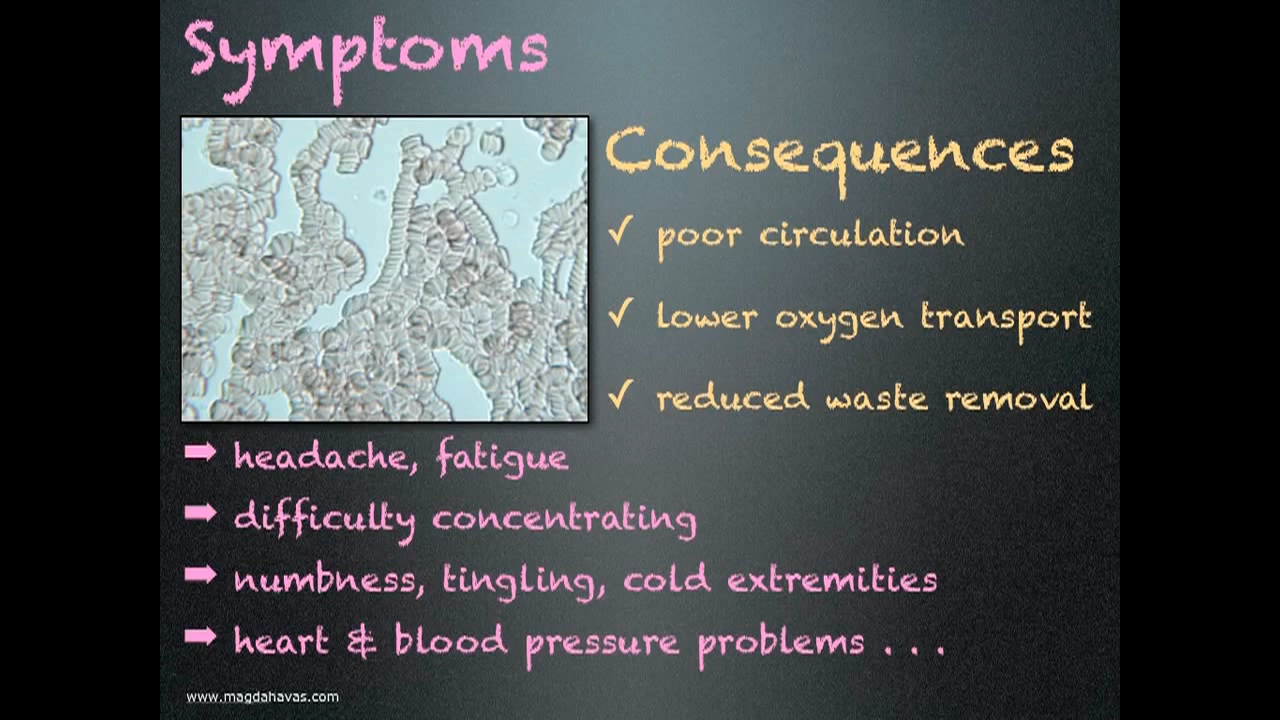 Symptoms
Consequences
✓ poor circulation
✓ lower oxygen transport
✓ reduced waste removal
➡ headache, fatigue
➡ difficulty concentrating
➡ numbness, tingling, cold extremities
➡ heart & blood pressure problems . . .
www.magdahavas.com